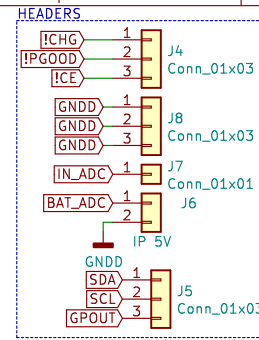 HEADERS
!CHG 1 J4
!PGOOD 2 Conn_01x03
!CE 3
GNDD 1 J8
GNDD 2 Conn_01x03
GNDD 3
IN_ADC 1 J7
Conn_01x01
BAT_ADC 1 J6
2
IP 5V
GNDD
SDA 1 J5
SCL 2 Conn_01x03
GPOUT 3